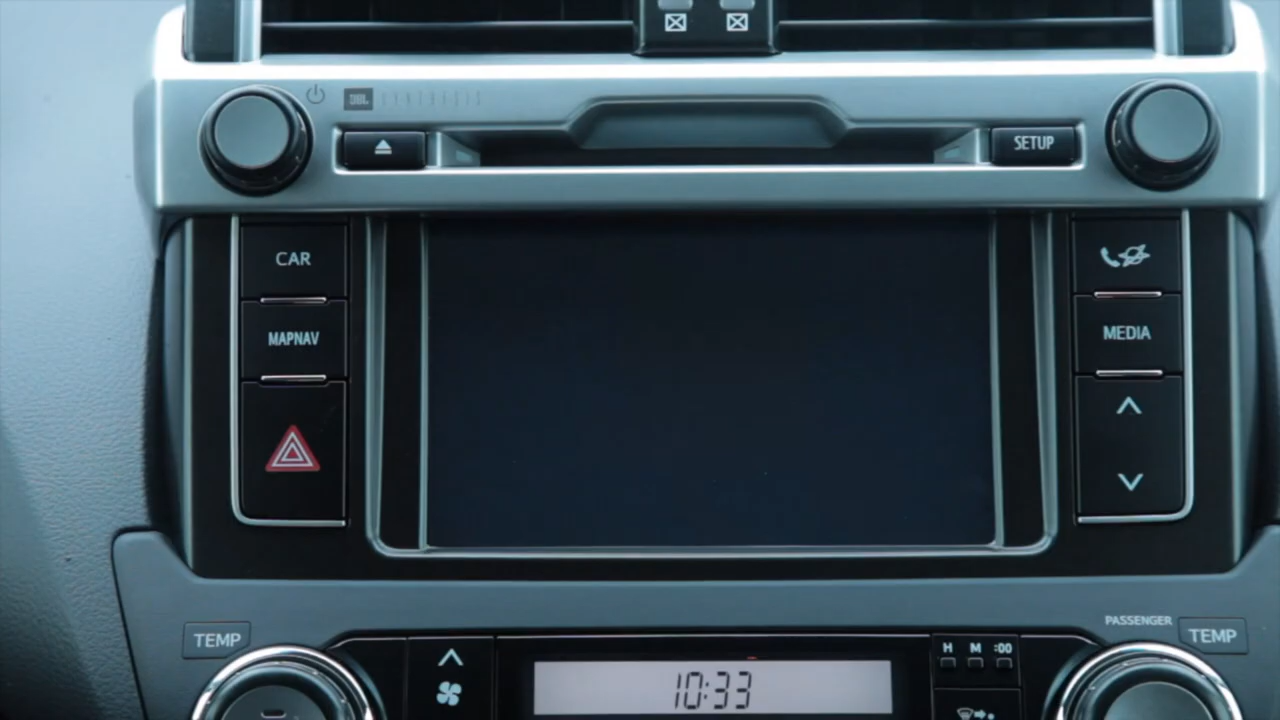 JBL
SETUP
CAR
MAPNAV
MEDIA
PASSENGER
TEMP
TEMP
H M :00
10:33